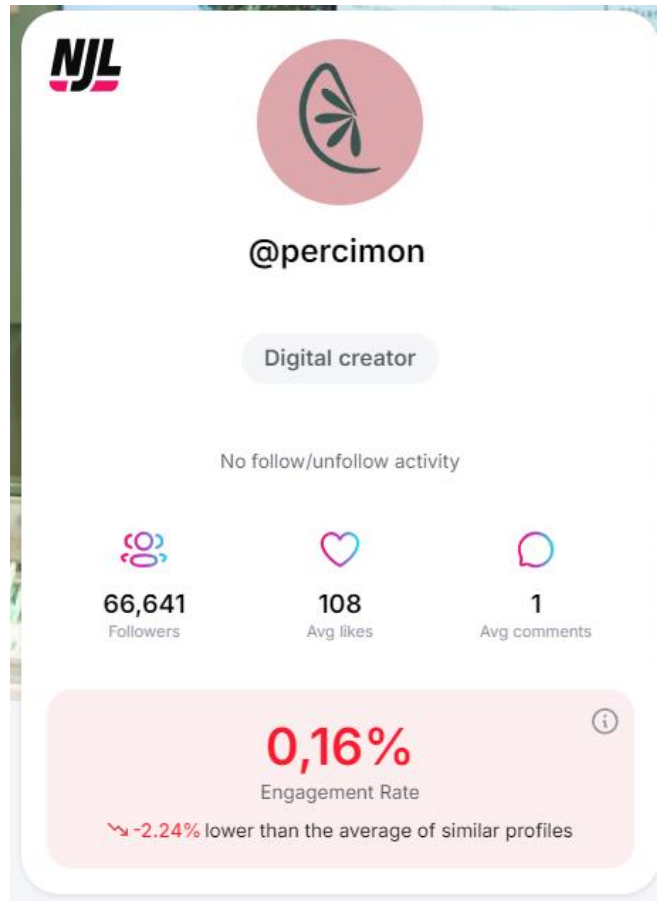 NJL
@percimon
Digital creator
No follow/unfollow activity
66,641 108 1
Followers Avg likes Avg comments
0,16%
Engagement Rate
-2.24% lower than the average of similar profiles